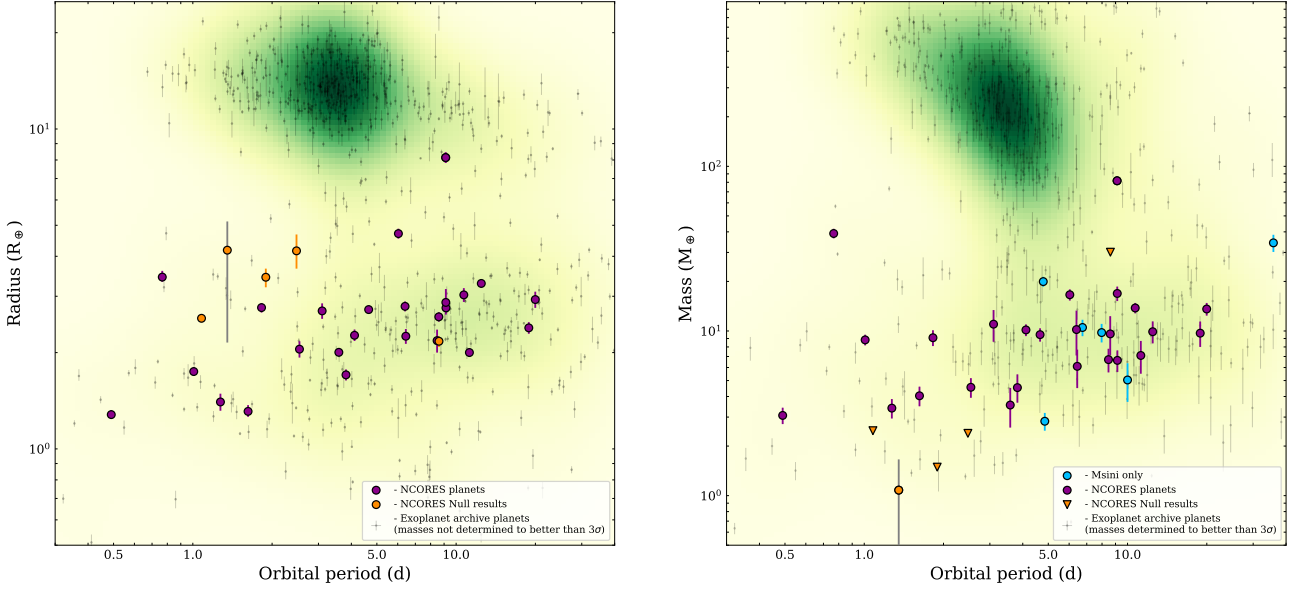 Radius (R⊕)
10¹
10⁰
- NCORES planets
- NCORES Null results
- Exoplanet archive planets
(masses not determined to better than 3σ)
0.5
1.0
5.0
10.0
Orbital period (d)
Mass (M⊕)
10²
10¹
10⁰
- Msini only
- NCORES planets
- NCORES Null results
- Exoplanet archive planets
(masses determined to better than 3σ)
0.5
1.0
5.0
10.0
Orbital period (d)